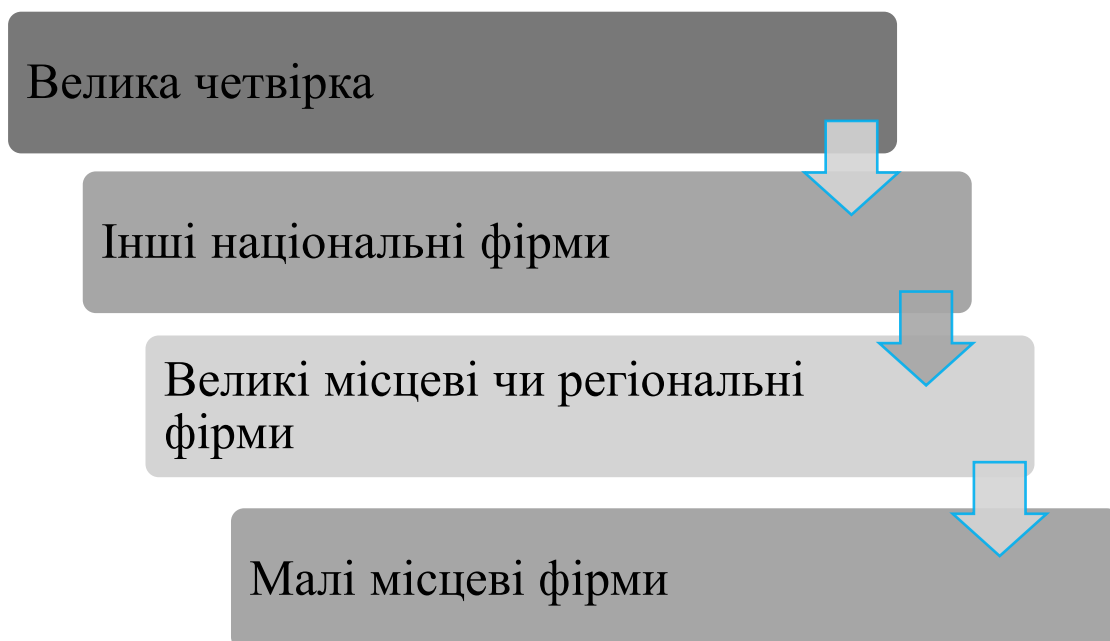 Велика четвірка
Інші національні фірми
Великі місцеві чи регіональні
фірми
Малі місцеві фірми